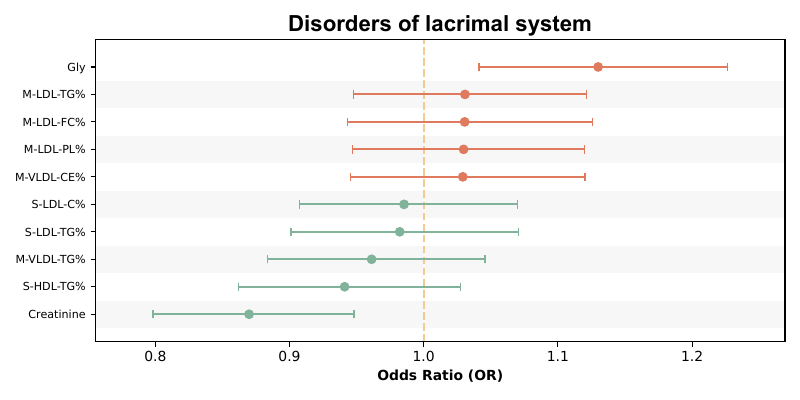 Disorders of lacrimal system
Gly
M-LDL-TG%
M-LDL-FC%
M-LDL-PL%
M-VLDL-CE%
S-LDL-C%
S-LDL-TG%
M-VLDL-TG%
S-HDL-TG%
Creatinine
0.8 0.9 1.0 1.1 1.2
Odds Ratio (OR)